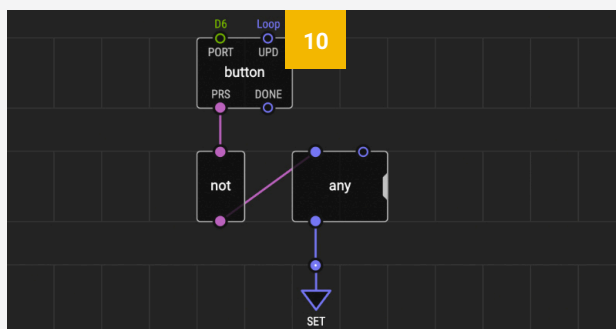 D6 Loop
10
PORT UPD
button
PRS DONE
not any
SET